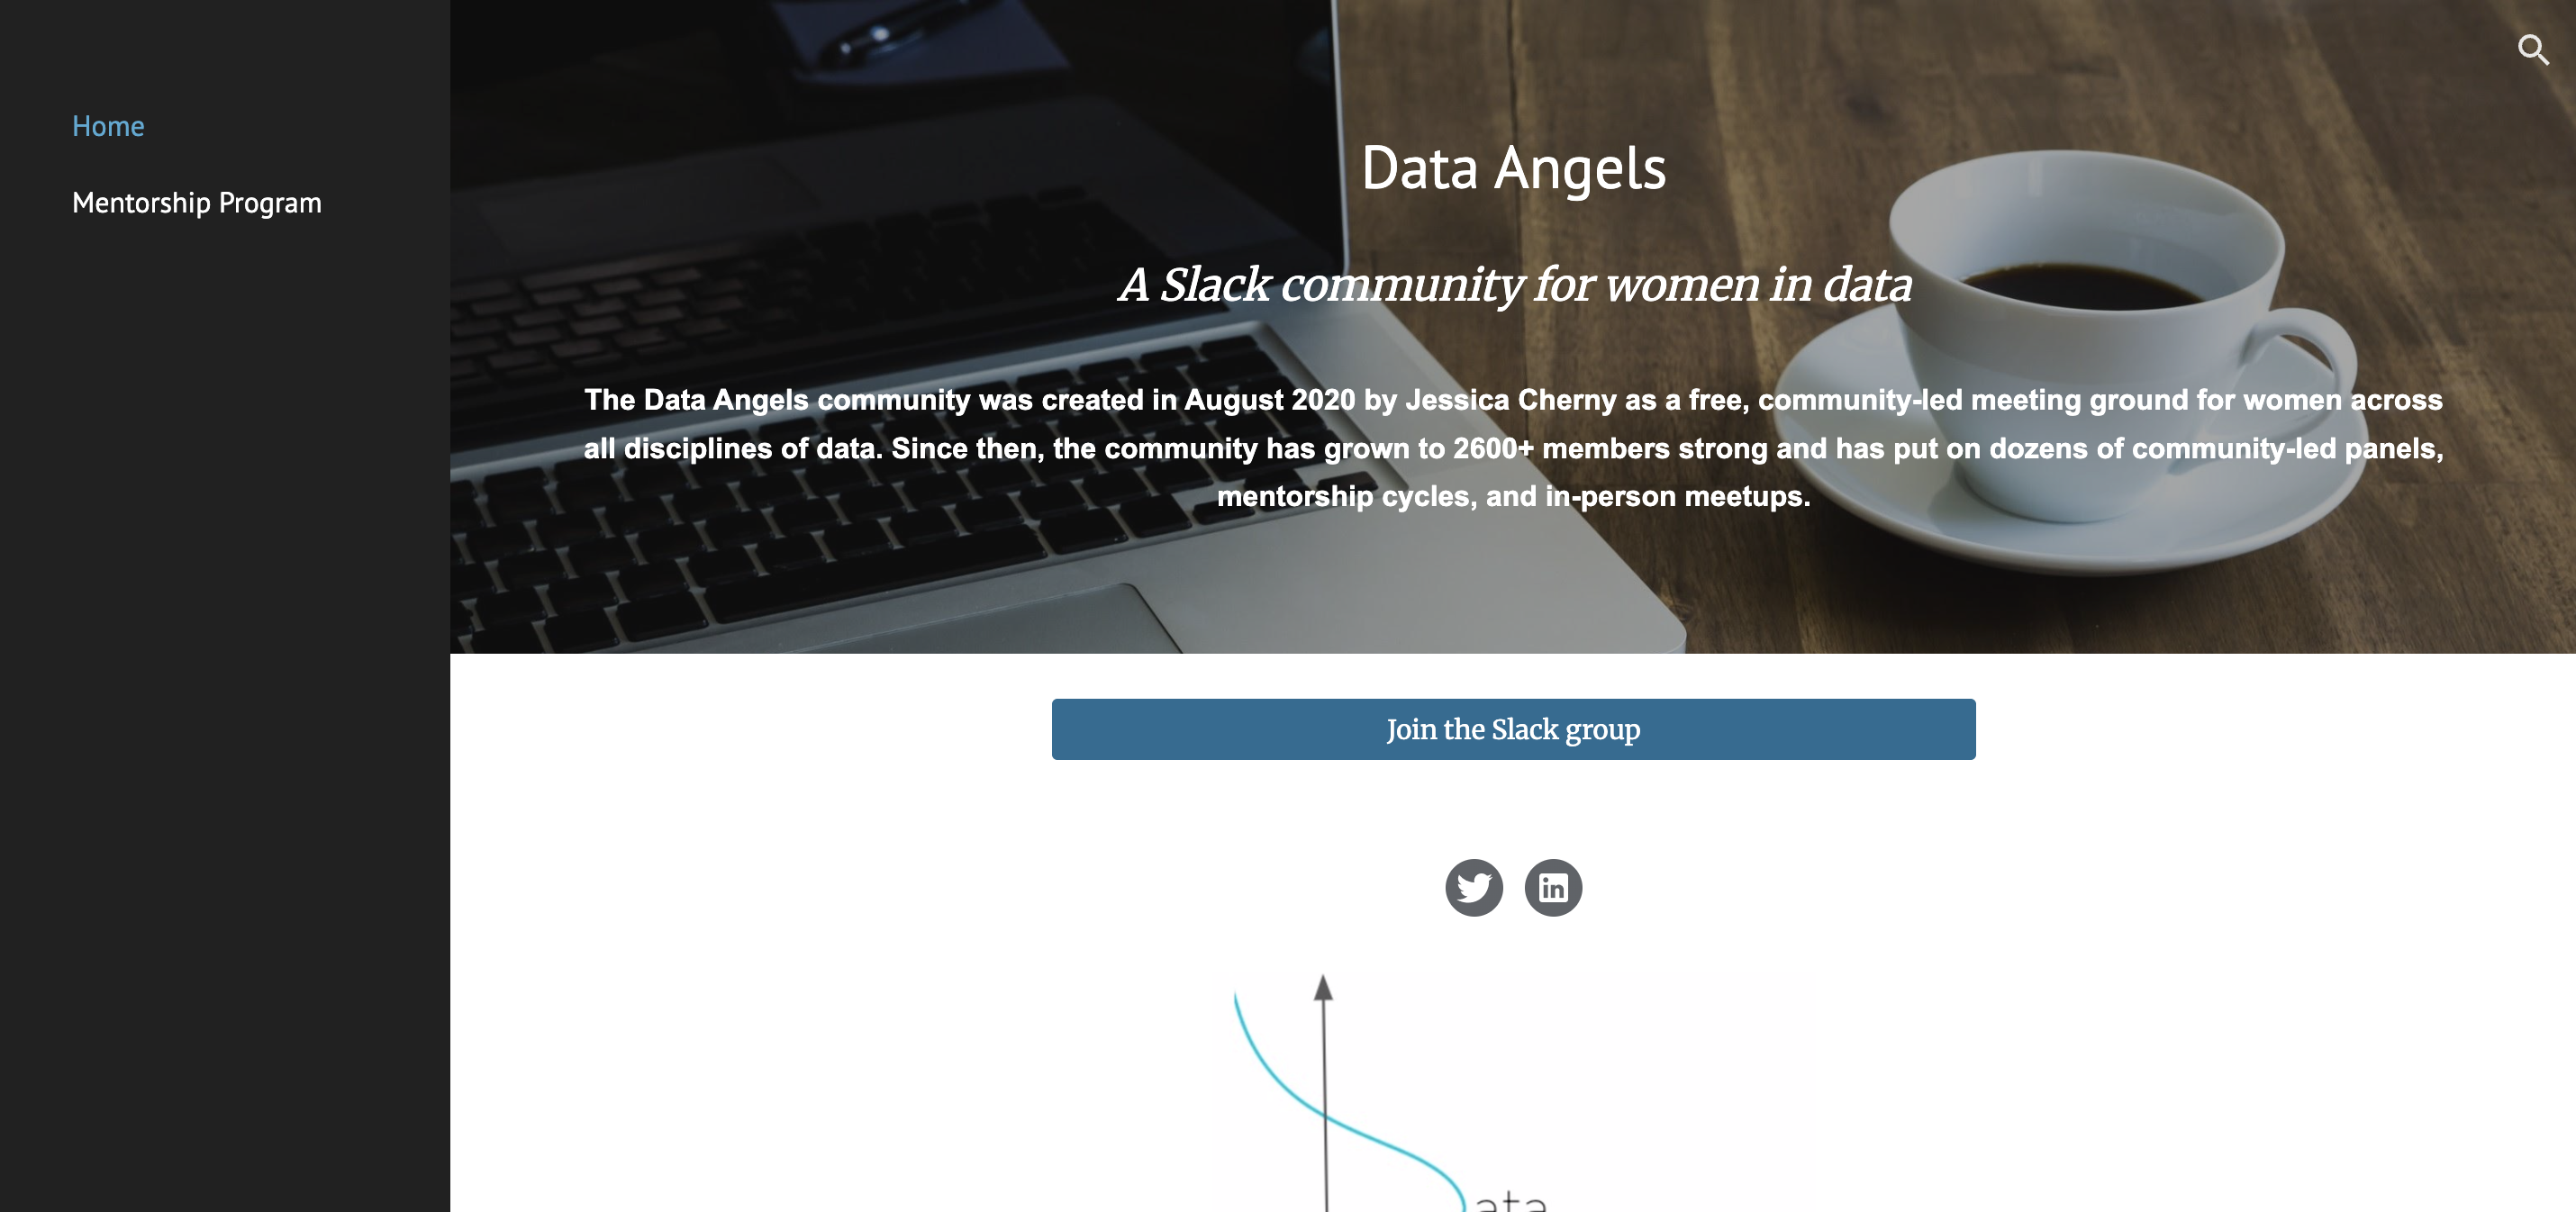 Home
Mentorship Program
Data Angels
A Slack community for women in data
The Data Angels community was created in August 2020 by Jessica Cherny as a free, community-led meeting ground for women across
all disciplines of data. Since then, the community has grown to 2600+ members strong and has put on dozens of community-led panels,
mentorship cycles, and in-person meetups.
Join the Slack group
in
ata